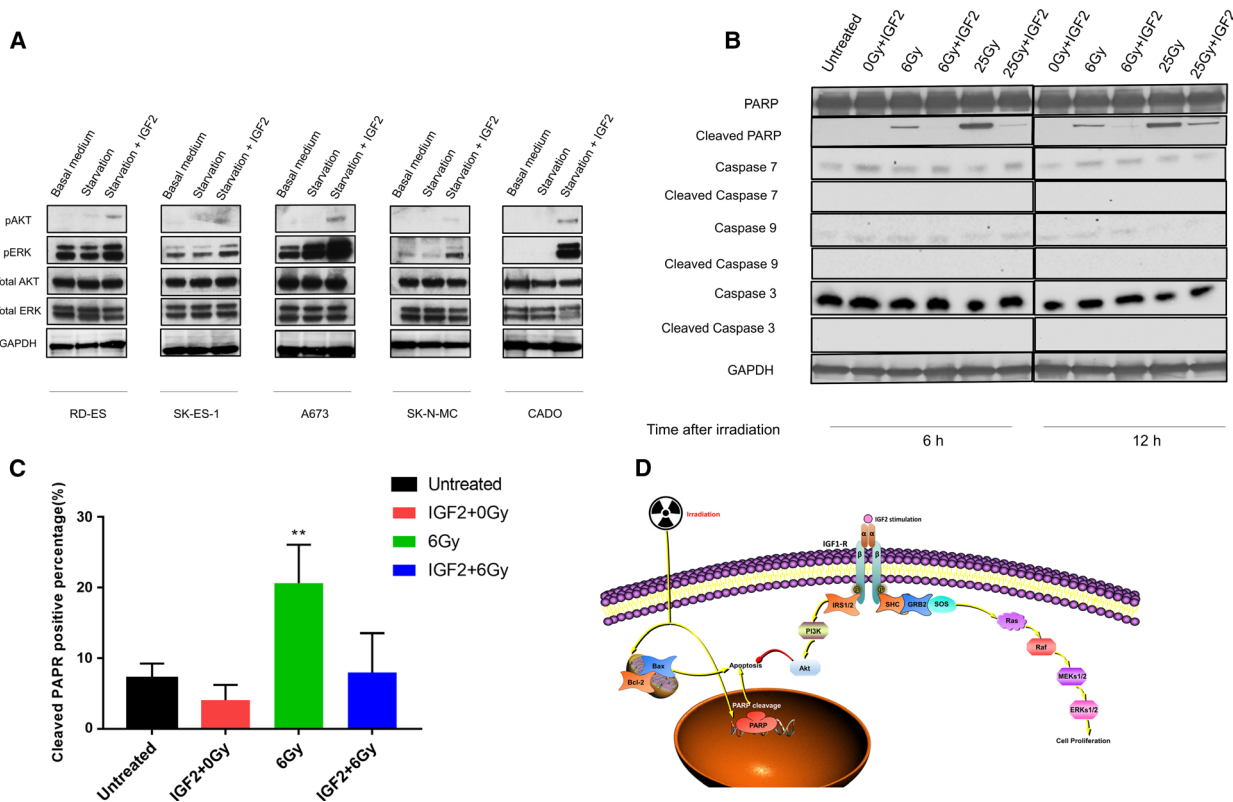 A
Basal medium
Starvation
Starvation + IGF2
Basal medium
Starvation
Starvation + IGF2
Basal medium
Starvation
Starvation + IGF2
Basal medium
Starvation
Starvation + IGF2
Basal medium
Starvation
Starvation + IGF2
pAKT
pERK
otal AKT
otal ERK
GAPDH
RD-ES
SK-ES-1
A673
SK-N-MC
CADO
B
Untreated
0Gy+IGF2
6Gy
6Gy+IGF2
25Gy
25Gy+IGF2
0Gy+IGF2
6Gy
6Gy+IGF2
25Gy
25Gy+IGF2
PARP
Cleaved PARP
Caspase 7
Cleaved Caspase 7
Caspase 9
Cleaved Caspase 9
Caspase 3
Cleaved Caspase 3
GAPDH
Time after irradiation
6 h
12 h
C
Cleaved PAPR positive percentage(%)
30
20
10
0
**
Untreated
IGF2+0Gy
6Gy
IGF2+6Gy
Untreated
IGF2+0Gy
6Gy
IGF2+6Gy
D
Irradiation
IGF2 stimulation
IGF1-R
α
α
β
β
IRS1/2
SHC
GRB2
SOS
PI3K
Akt
Ras
Raf
MEKs1/2
ERKs1/2
Cell Proliferation
Bax
Bcl-2
Apoptosis
PARP cleavage
PARP